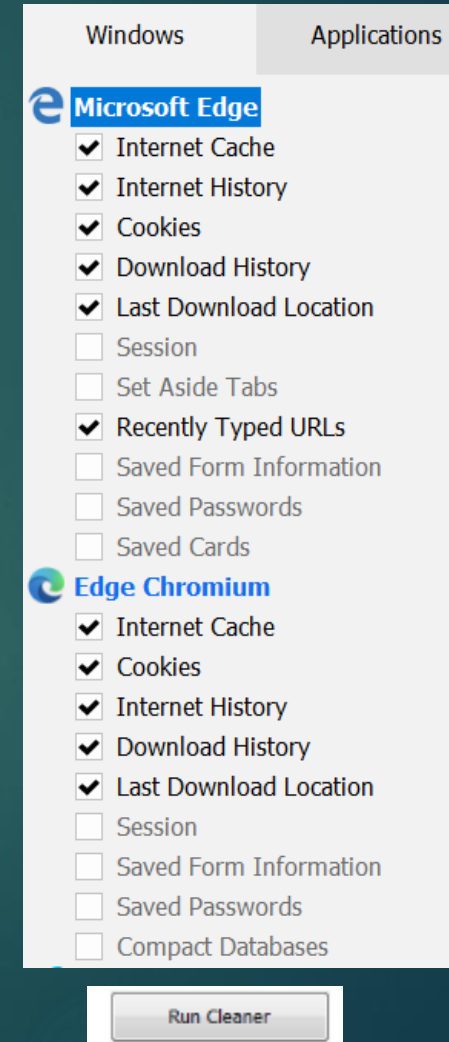 Windows Applications
Microsoft Edge
Internet Cache
Internet History
Cookies
Download History
Last Download Location
Session
Set Aside Tabs
Recently Typed URLs
Saved Form Information
Saved Passwords
Saved Cards
Edge Chromium
Internet Cache
Cookies
Internet History
Download History
Last Download Location
Session
Saved Form Information
Saved Passwords
Compact Databases
Run Cleaner